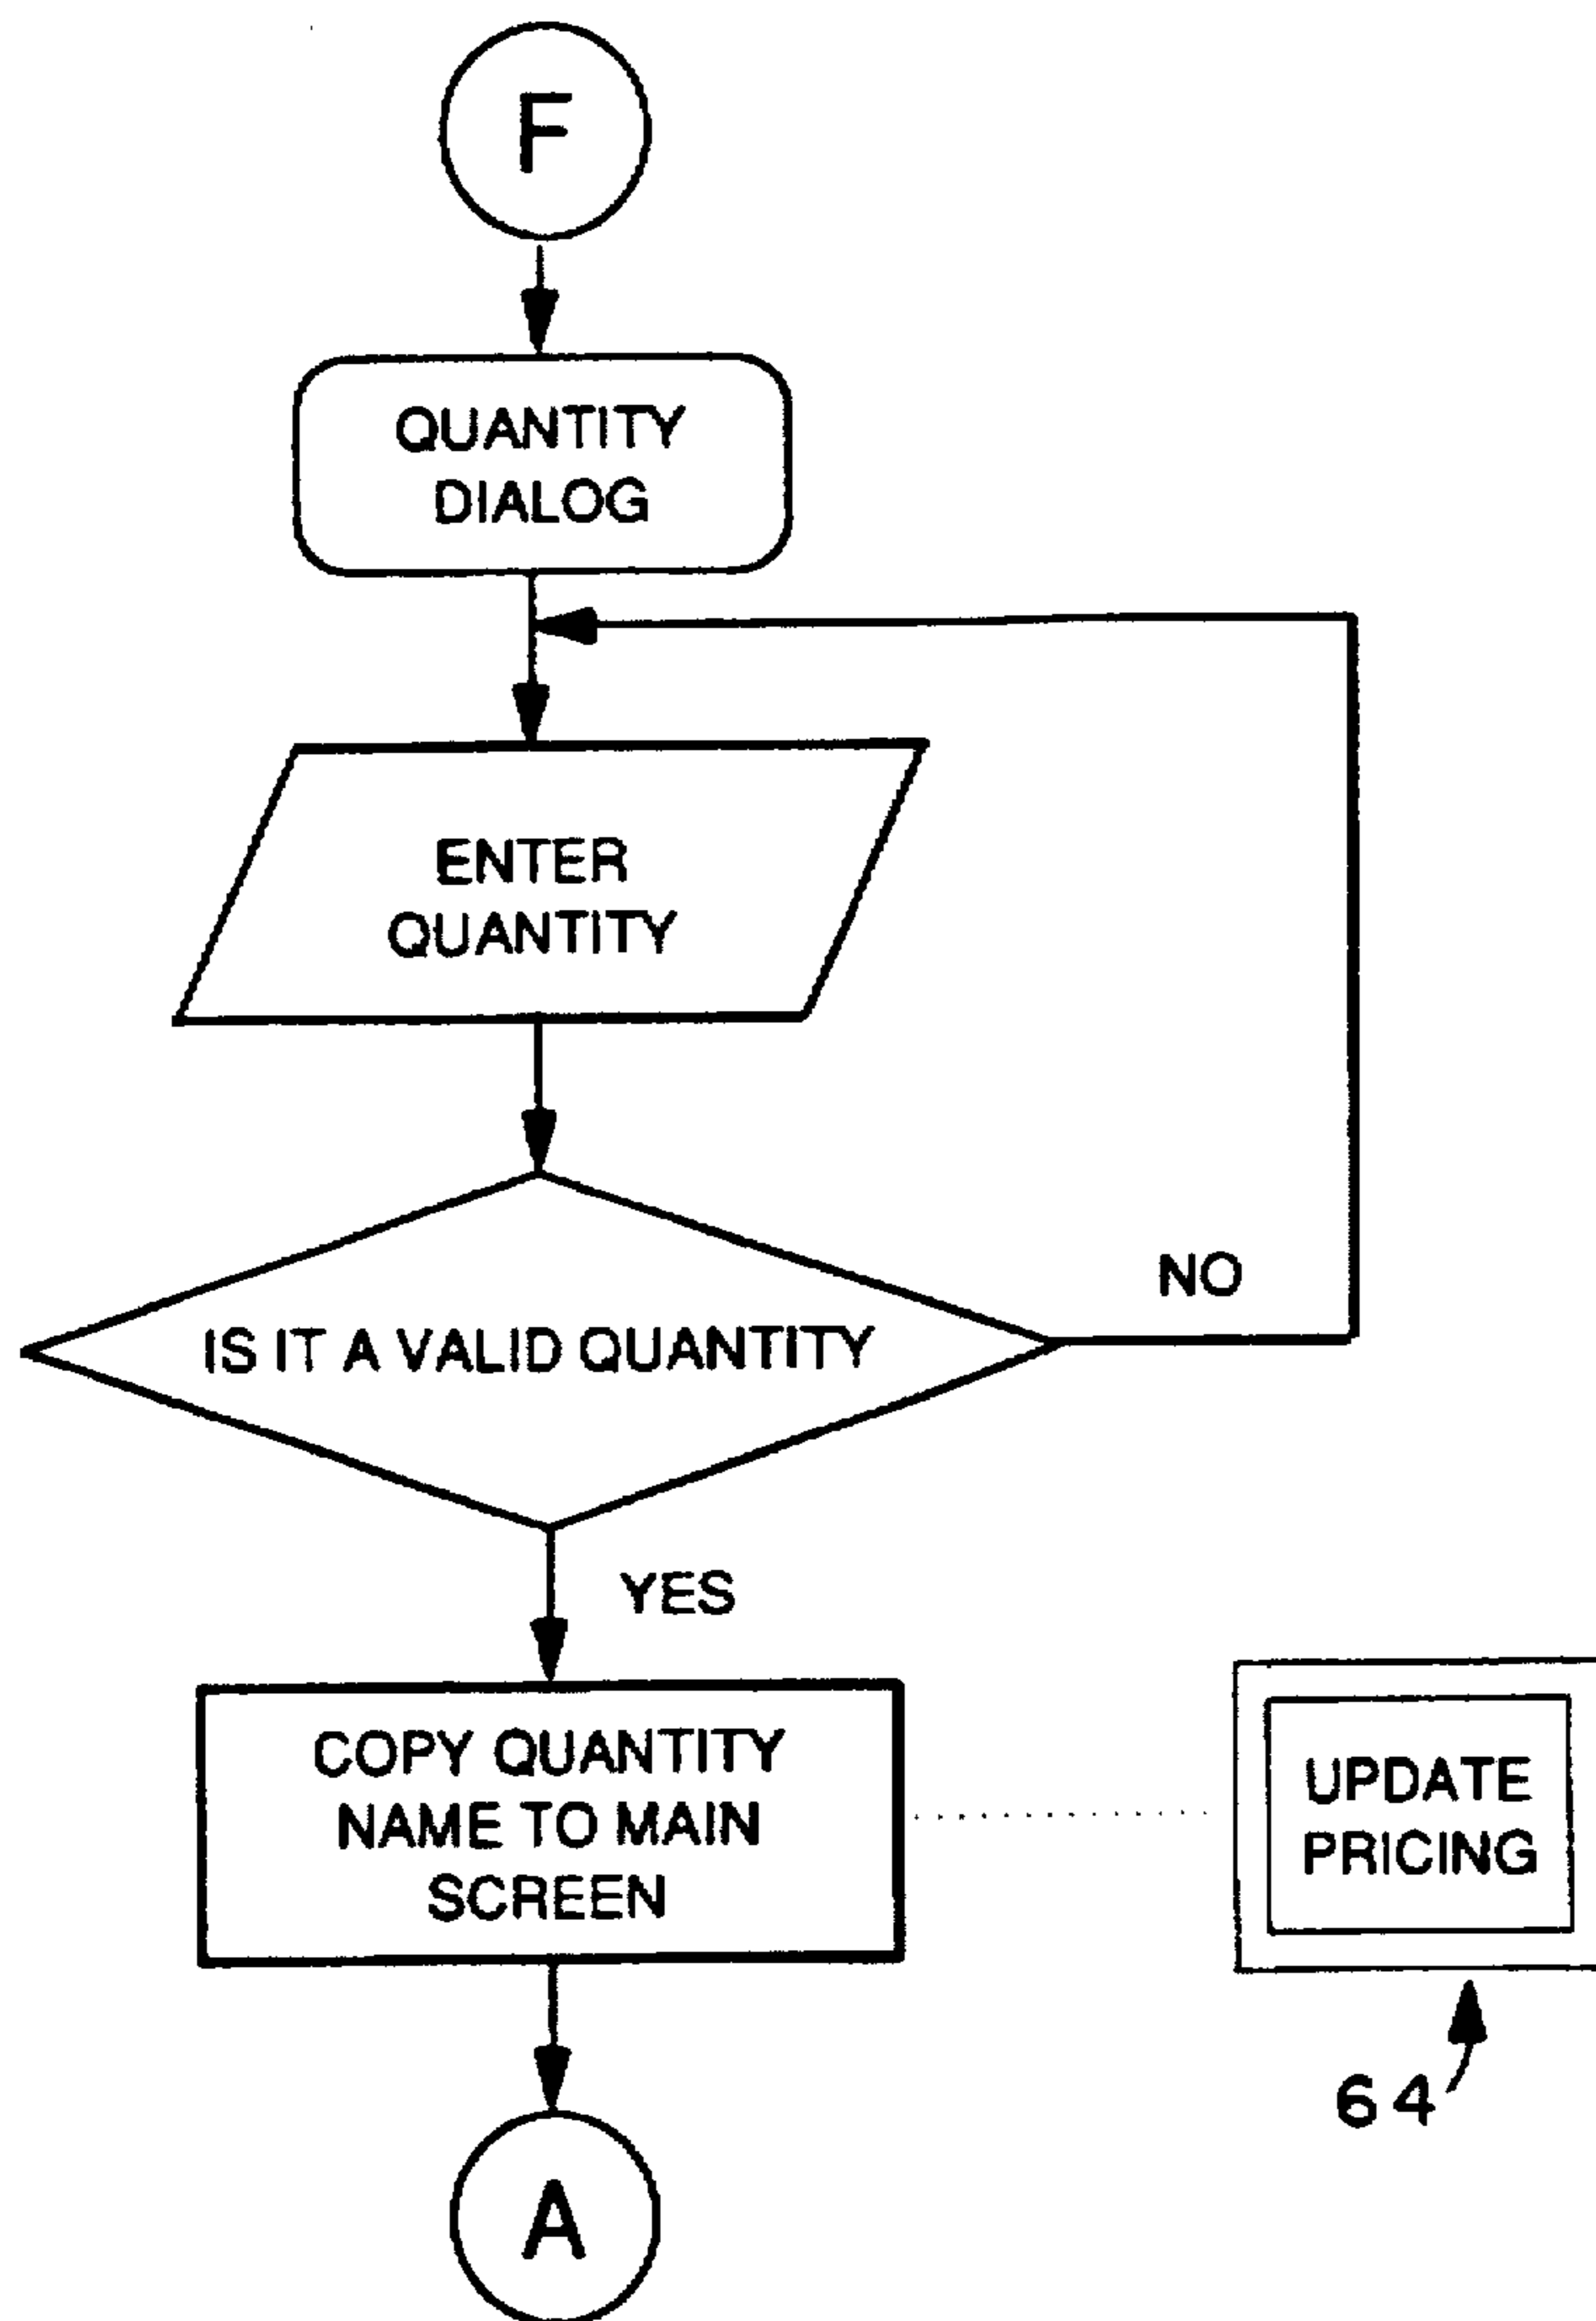 F
QUANTITY
DIALOG
ENTER
QUANTITY
IS IT A VALID QUANTITY
NO
YES
COPY QUANTITY
NAME TO MAIN
SCREEN
UPDATE
PRICING
64
A